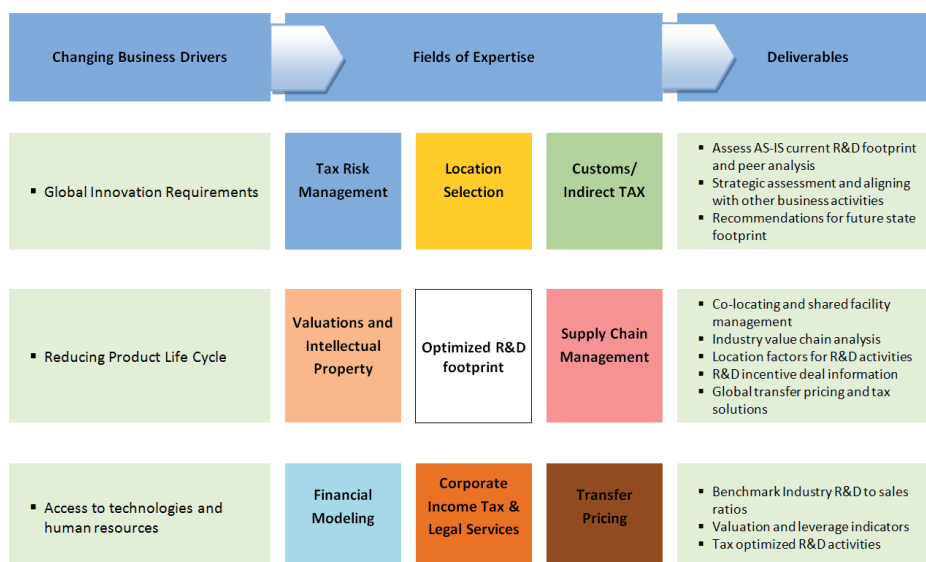 Changing Business Drivers
Fields of Expertise
Deliverables
▪ Global Innovation Requirements
Tax Risk
Management
Location
Selection
Customs/
Indirect TAX
▪ Assess AS-IS current R&D footprint
and peer analysis
▪ Strategic assessment and aligning
with other business activities
▪ Recommendations for future state
footprint
▪ Reducing Product Life Cycle
Valuations and
Intellectual
Property
Optimized R&D
footprint
Supply Chain
Management
▪ Co-locating and shared facility
management
▪ Industry value chain analysis
▪ Location factors for R&D activities
▪ R&D incentive deal information
▪ Global transfer pricing and tax
solutions
▪ Access to technologies and
human resources
Financial
Modeling
Corporate
Income Tax &
Legal Services
Transfer
Pricing
▪ Benchmark Industry R&D to sales
ratios
▪ Valuation and leverage indicators
▪ Tax optimized R&D activities